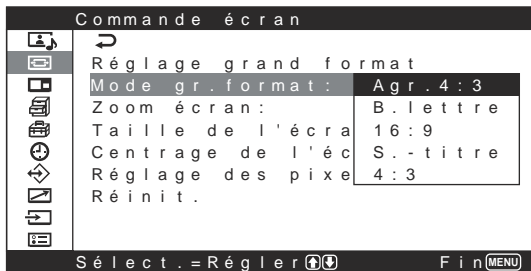 Commande écran
Réglage grand format
Mode gr.format: Agr.4:3
Zoom écran: B.lettre
Taille de l'écra 16:9
Centrage de l'éc S.-titre
Réglage des pixe 4:3
Réinit.
Sélect.=Régler Fin MENU